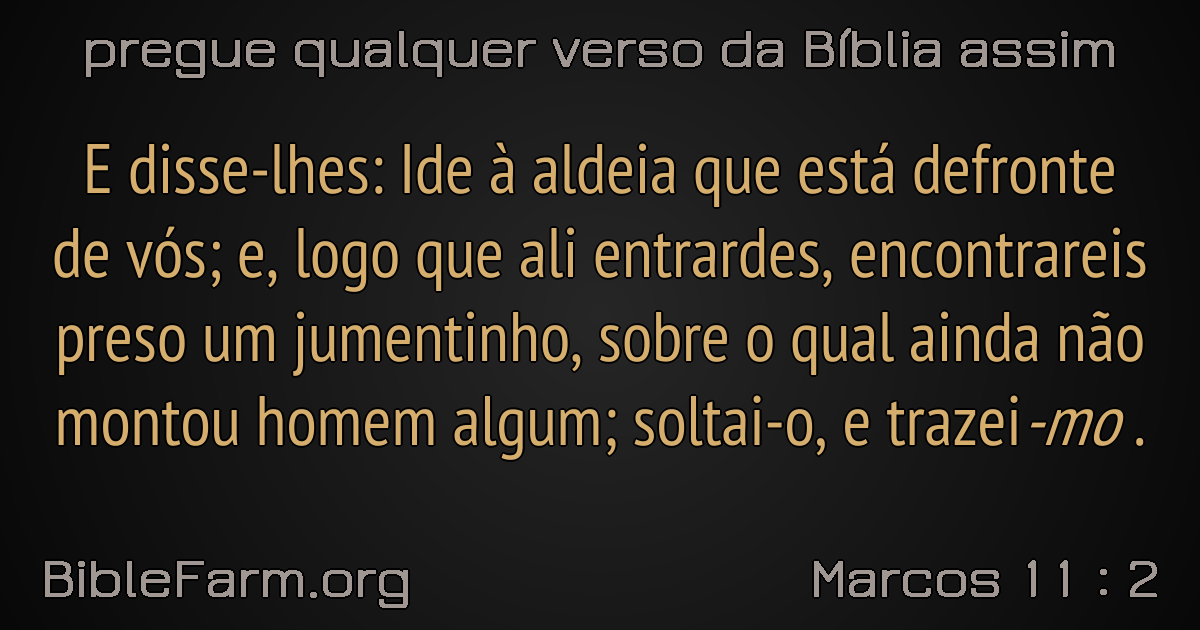 pregue qualquer verso da Bíblia assim
E disse-lhes: Ide à aldeia que está defronte
de vós; e, logo que ali entrardes, encontrareis
preso um jumentinho, sobre o qual ainda não
montou homem algum; soltai-o, e trazei-mo .
BibleFarm.org
Marcos 11 : 2